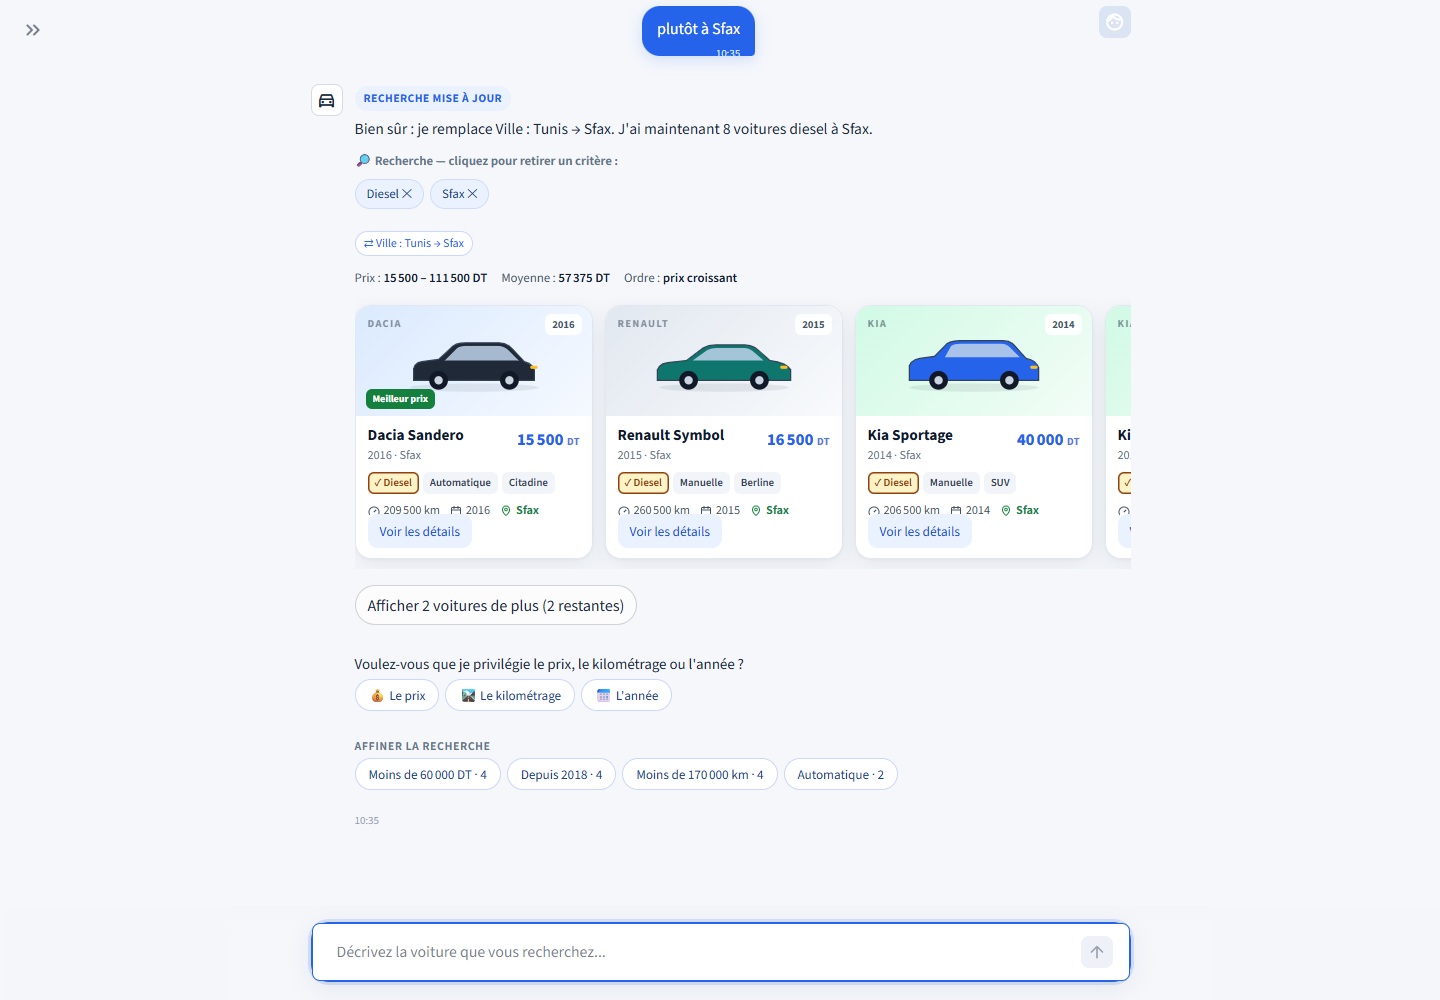 plutôt à Sfax
10:35
RECHERCHE MISE À JOUR
Bien sûr : je remplace Ville : Tunis → Sfax. J'ai maintenant 8 voitures diesel à Sfax.
🔎 Recherche — cliquez pour retirer un critère :
Diesel ✕ Sfax ✕
⇄ Ville : Tunis → Sfax
Prix : 15 500 – 111 500 DT Moyenne : 57 375 DT Ordre : prix croissant
DACIA 2016 RENAULT 2015 KIA 2014
Meilleur prix
Dacia Sandero 15 500 DT Renault Symbol 16 500 DT Kia Sportage 40 000 DT
2016 · Sfax 2015 · Sfax 2014 · Sfax
✓ Diesel Automatique Citadine ✓ Diesel Manuelle Berline ✓ Diesel Manuelle SUV
209 500 km 2016 Sfax 260 500 km 2015 Sfax 206 500 km 2014 Sfax
Voir les détails Voir les détails Voir les détails
Afficher 2 voitures de plus (2 restantes)
Voulez-vous que je privilégie le prix, le kilométrage ou l'année ?
💰 Le prix 🛣️ Le kilométrage 📅 L'année
AFFINER LA RECHERCHE
Moins de 60 000 DT · 4 Depuis 2018 · 4 Moins de 170 000 km · 4 Automatique · 2
10:35
Décrivez la voiture que vous recherchez...